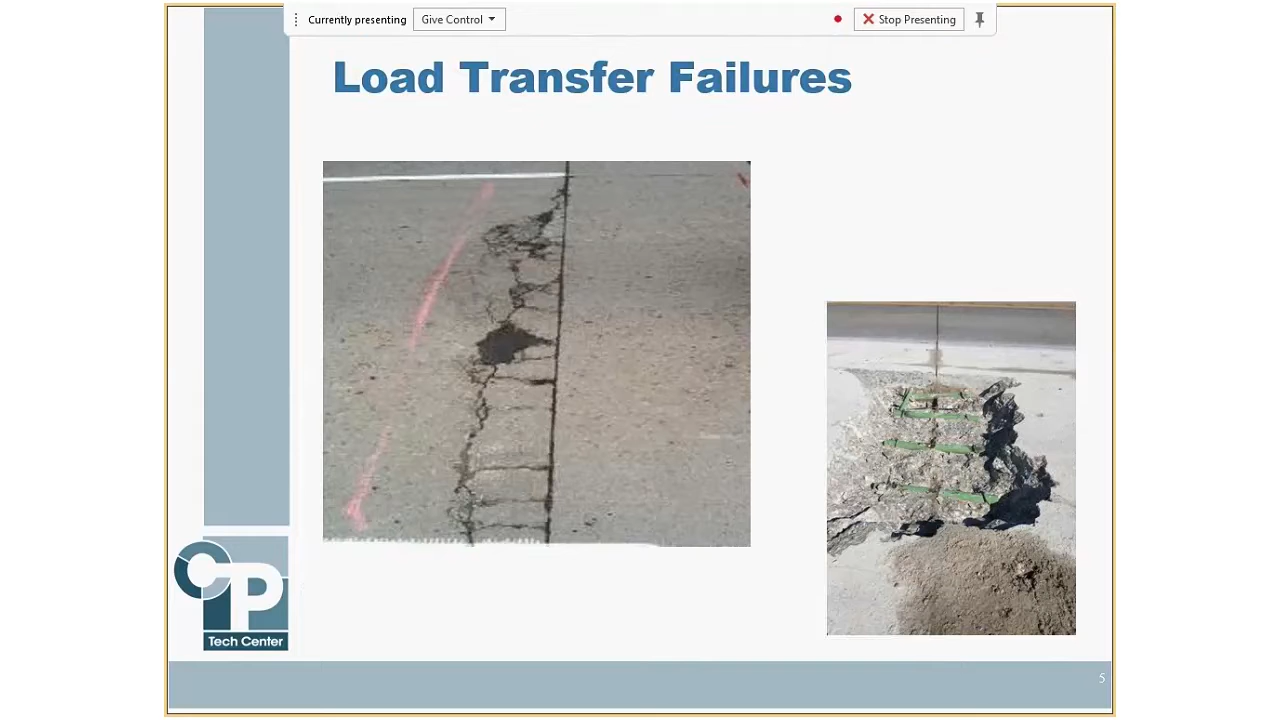 Currently presenting
Give Control
Stop Presenting
Load Transfer Failures
CP
Tech Center
5